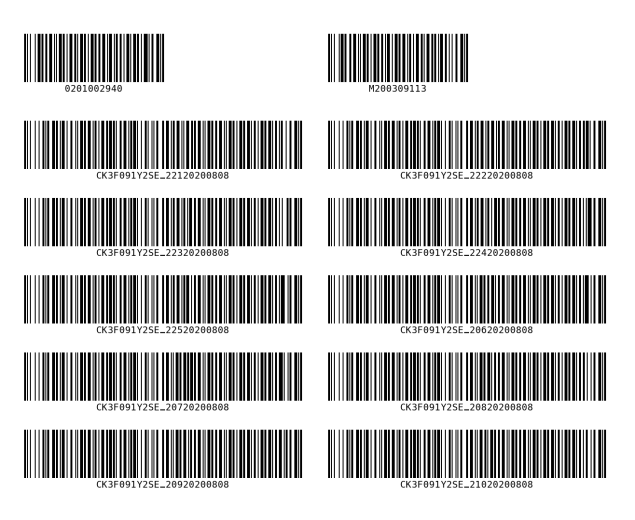 0201002940
M200309113
CK3F091Y2SE_22120200808
CK3F091Y2SE_22220200808
CK3F091Y2SE_22320200808
CK3F091Y2SE_22420200808
CK3F091Y2SE_22520200808
CK3F091Y2SE_20620200808
CK3F091Y2SE_20720200808
CK3F091Y2SE_20820200808
CK3F091Y2SE_20920200808
CK3F091Y2SE_21020200808